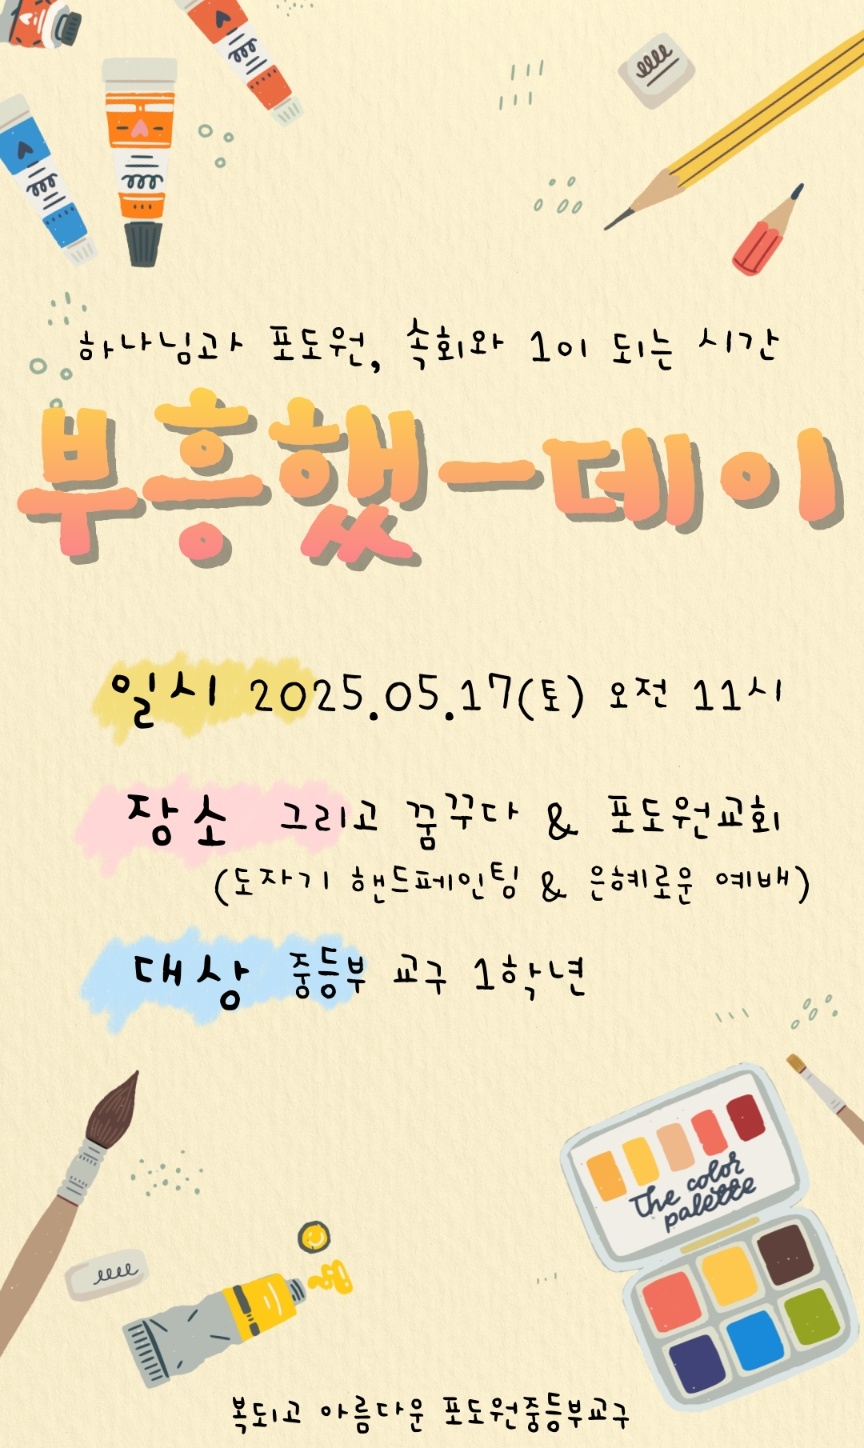 하나님과 포도원, 속회와 1이 되는 시간
부흥했-데이
일시 2025.05.17(토) 오전 11시
장소 그리고 꿈꾸다 & 포도원교회
(도자기 핸드페인팅 & 은혜로운 예배)
대상 중등부 교구 1학년
The color
palette
복되고 아름다운 포도원중등부교구